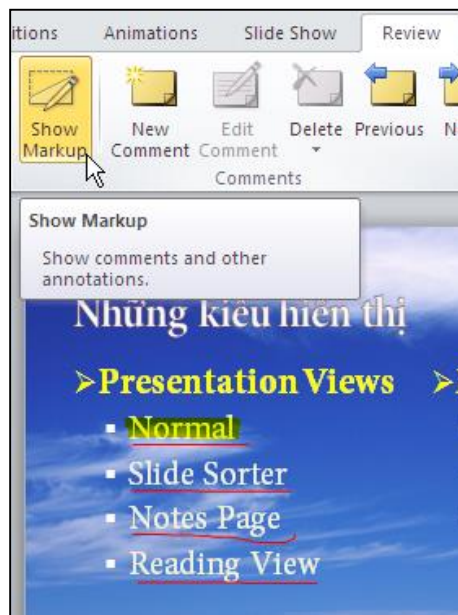 Animations Slide Show Review
Show Markup
New Comment
Edit Comment
Delete
Previous
Comments
Show Markup
Show comments and other
annotations.
Những kiểu hiển thị
➢Presentation Views ➢
▪ Normal
▪ Slide Sorter
▪ Notes Page
▪ Reading View